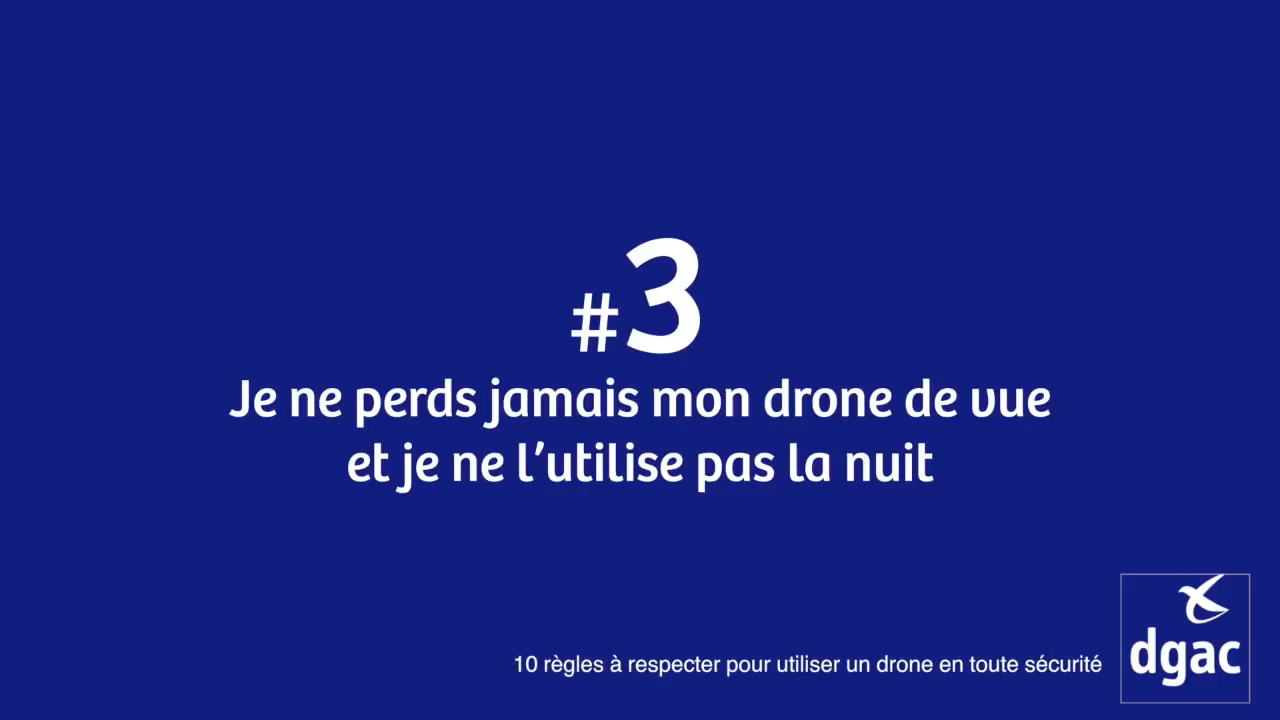 #3
Je ne perds jamais mon drone de vue
et je ne l’utilise pas la nuit
10 règles à respecter pour utiliser un drone en toute sécurité
dgac